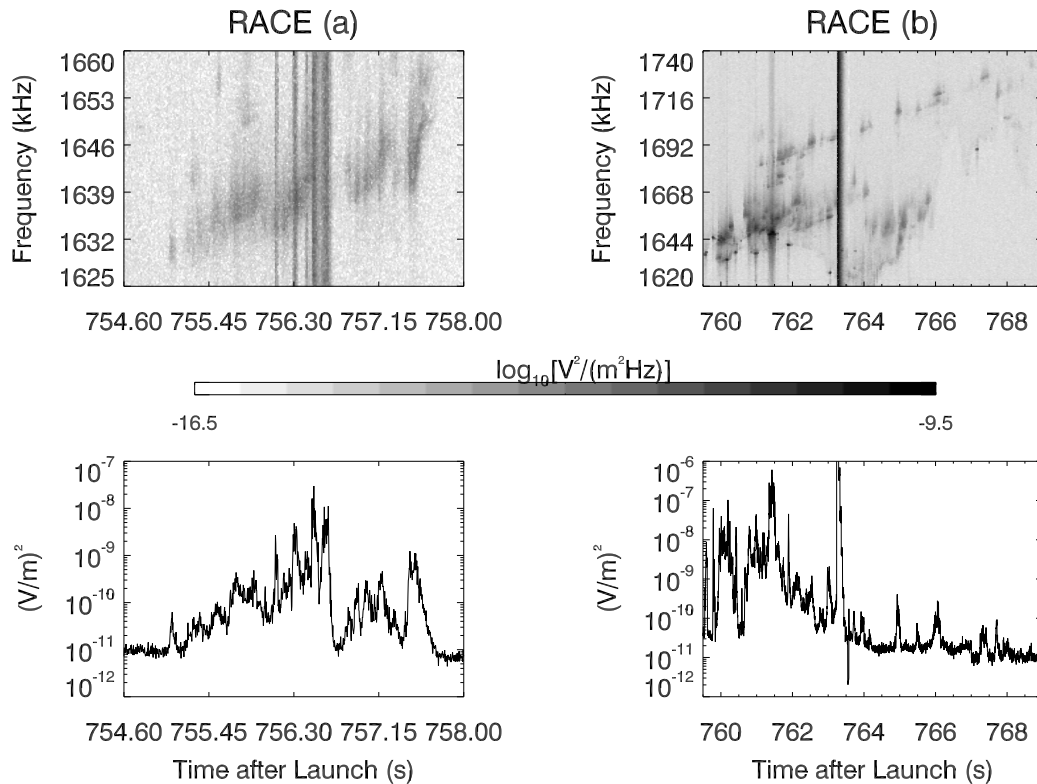 RACE (a)
RACE (b)
Frequency (kHz)
1660
1653
1646
1639
1632
1625
754.60 755.45 756.30 757.15 758.00
Frequency (kHz)
1740
1716
1692
1668
1644
1620
760 762 764 766 768
log₁₀[V²/(m²Hz)]
-16.5
-9.5
(V/m)²
10⁻⁷
10⁻⁸
10⁻⁹
10⁻¹⁰
10⁻¹¹
10⁻¹²
754.60 755.45 756.30 757.15 758.00
Time after Launch (s)
(V/m)²
10⁻⁶
10⁻⁷
10⁻⁸
10⁻⁹
10⁻¹⁰
10⁻¹¹
10⁻¹²
760 762 764 766 768
Time after Launch (s)